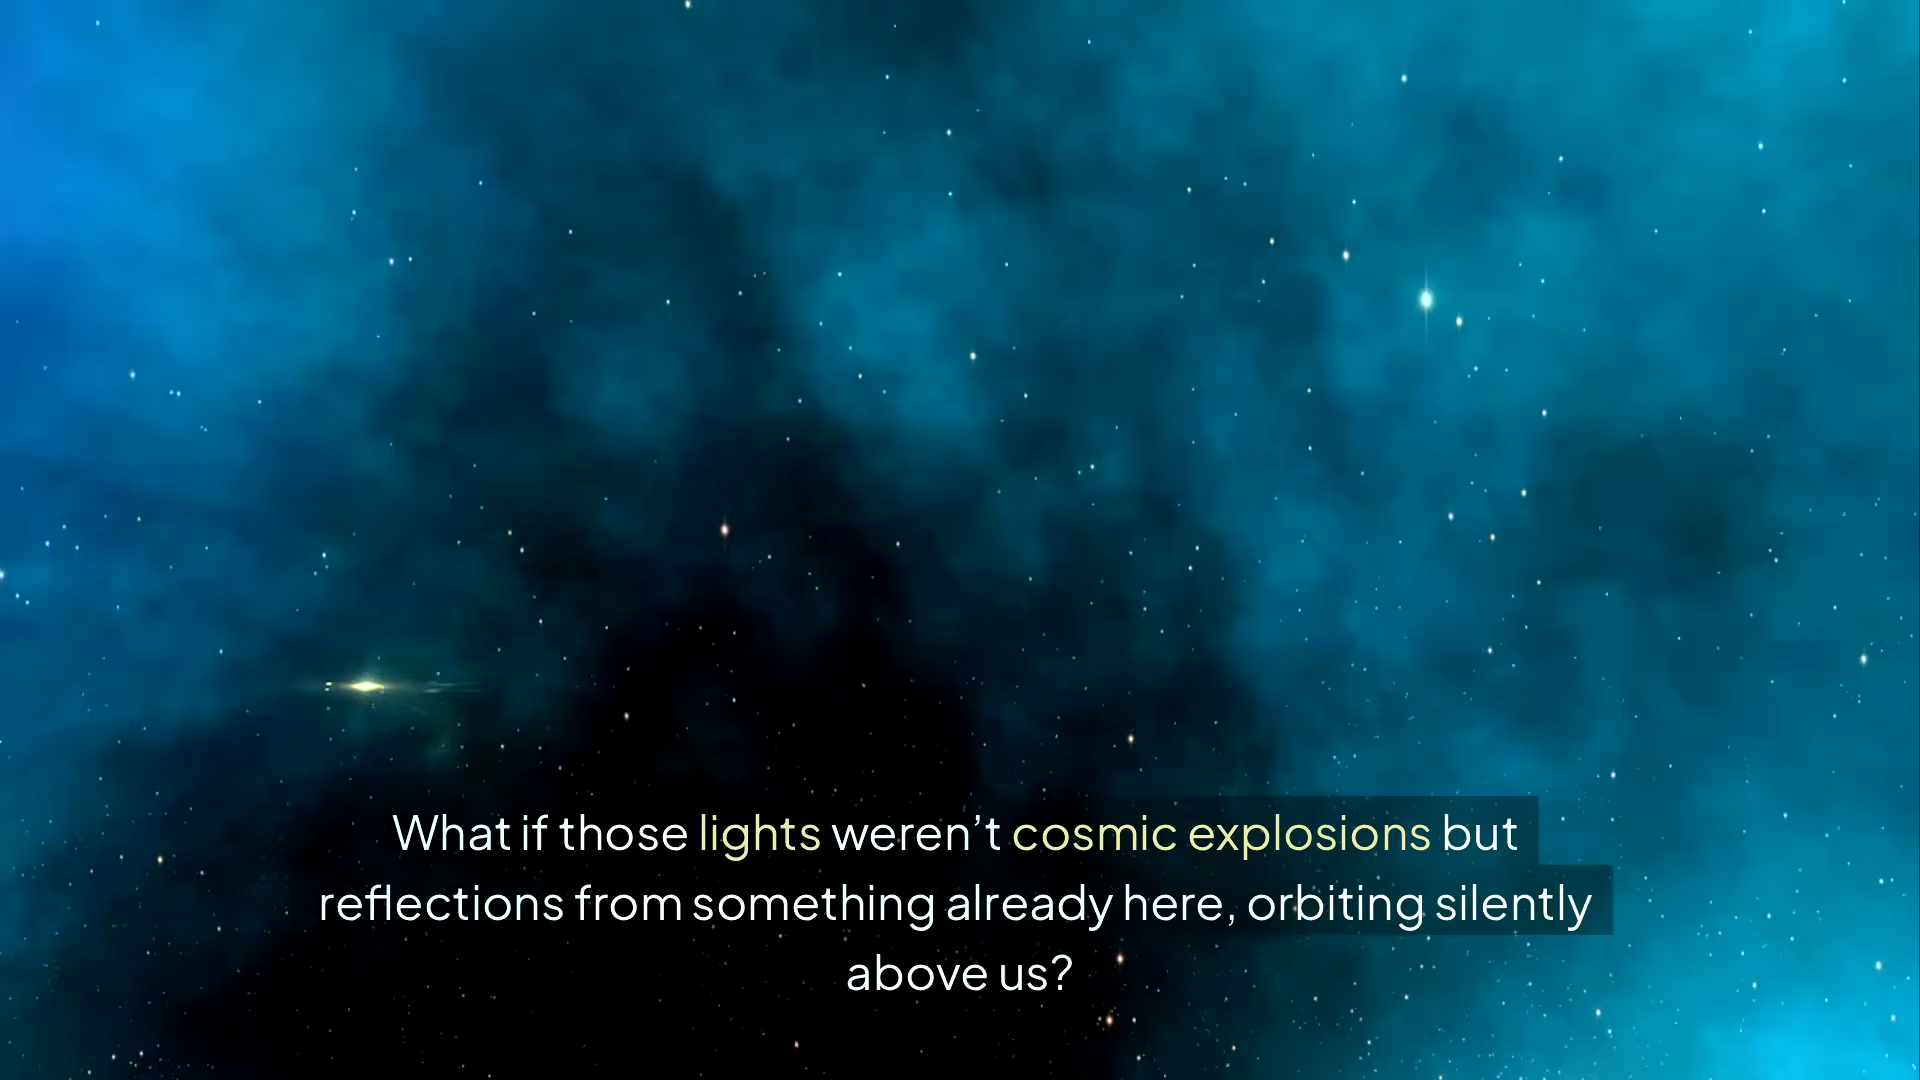 What if those lights weren’t cosmic explosions but
reflections from something already here, orbiting silently
above us?